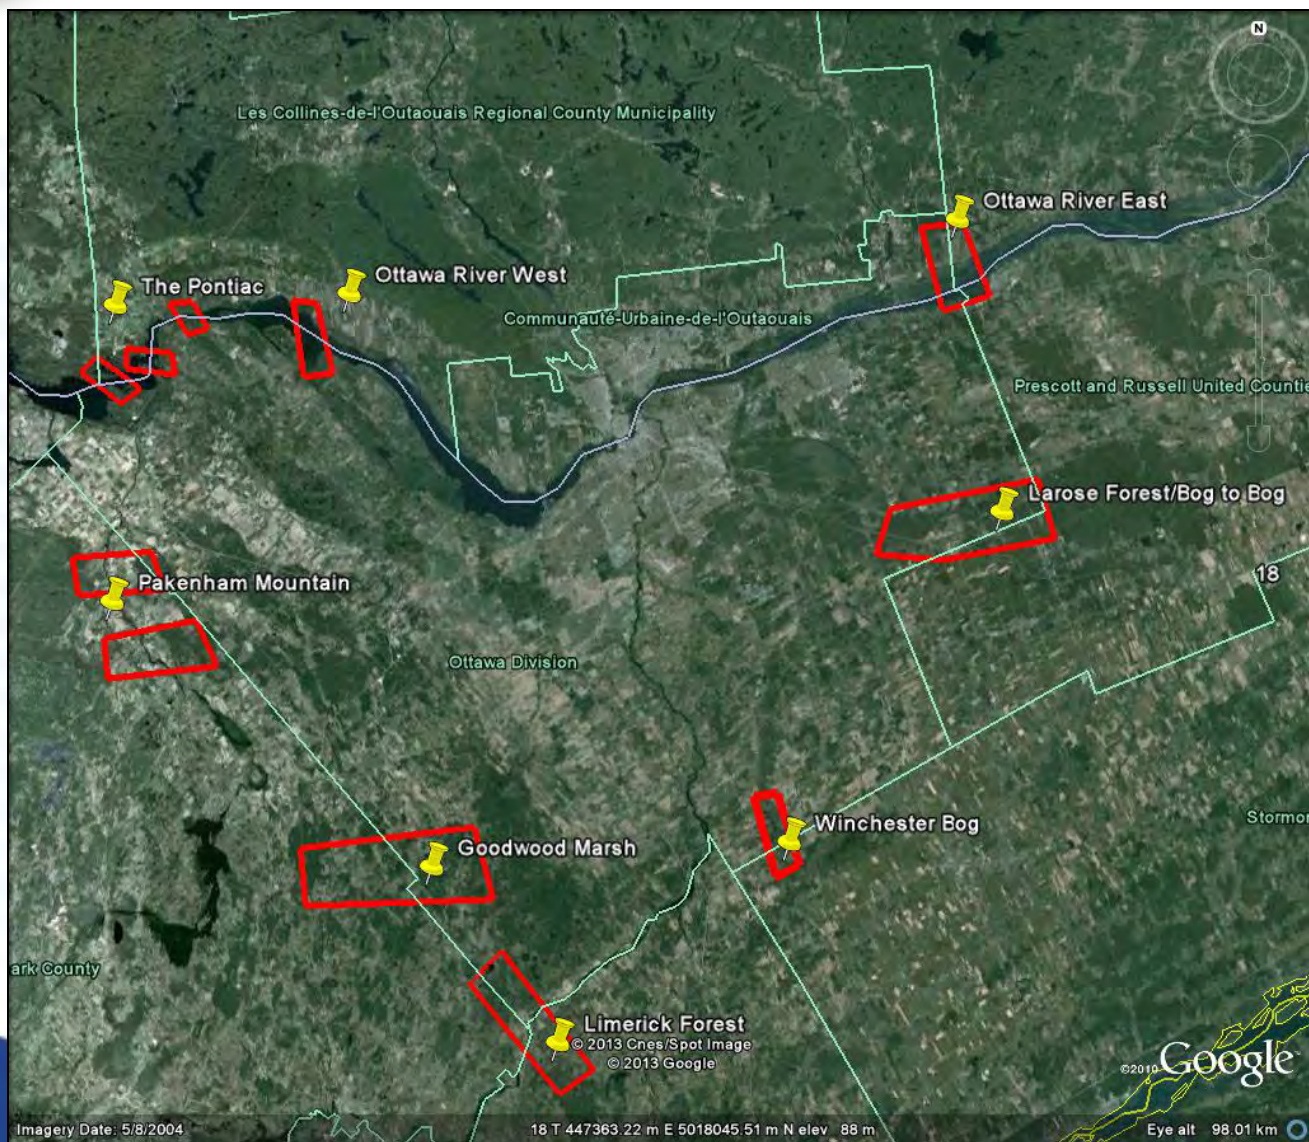 N
Les Collines-de-l'Outaouais Regional County Municipality
Ottawa River East
Ottawa River West
The Pontiac
Communauté-Urbaine-de-l'Outaouais
Prescott and Russell United Countie
Larose Forest/Bog to Bog
18
Pakenham Mountain
Ottawa Division
Stormor
Winchester Bog
Goodwood Marsh
ark County
Limerick Forest
© 2013 Cnes/Spot Image
© 2013 Google
©2010 Google
Imagery Date: 5/8/2004
18 T 447363.22 m E 5018045.51 m N elev 88 m
Eye alt 98.01 km